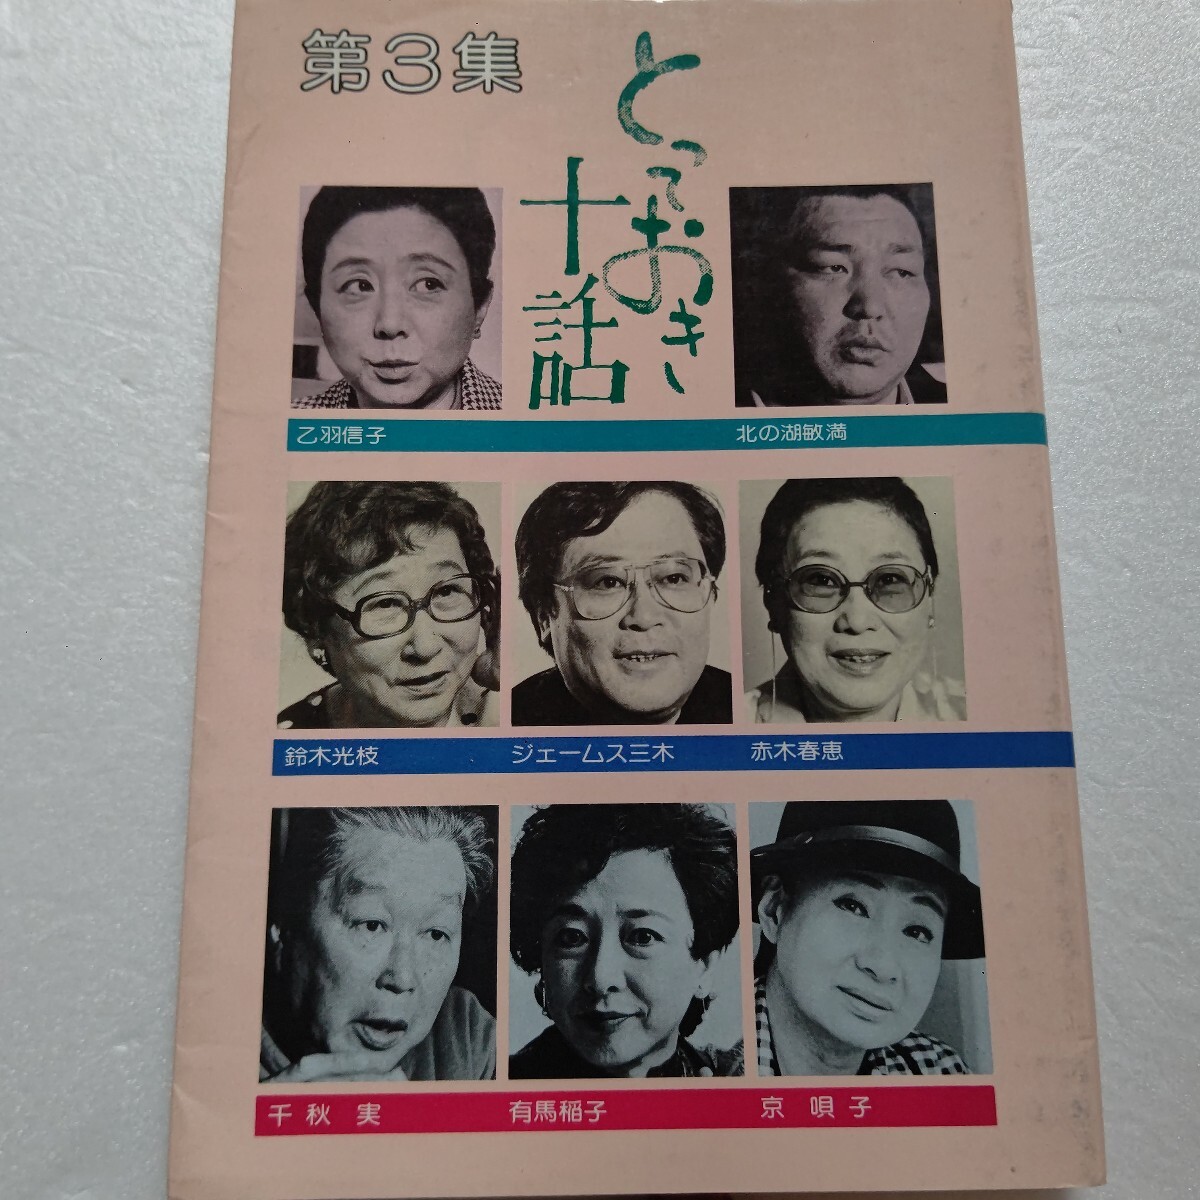 第3集
とっておき
十話
乙羽信子
北の湖敏満
鈴木光枝
ジェームス三木
赤木春恵
千秋 実
有馬稲子
京 唄子